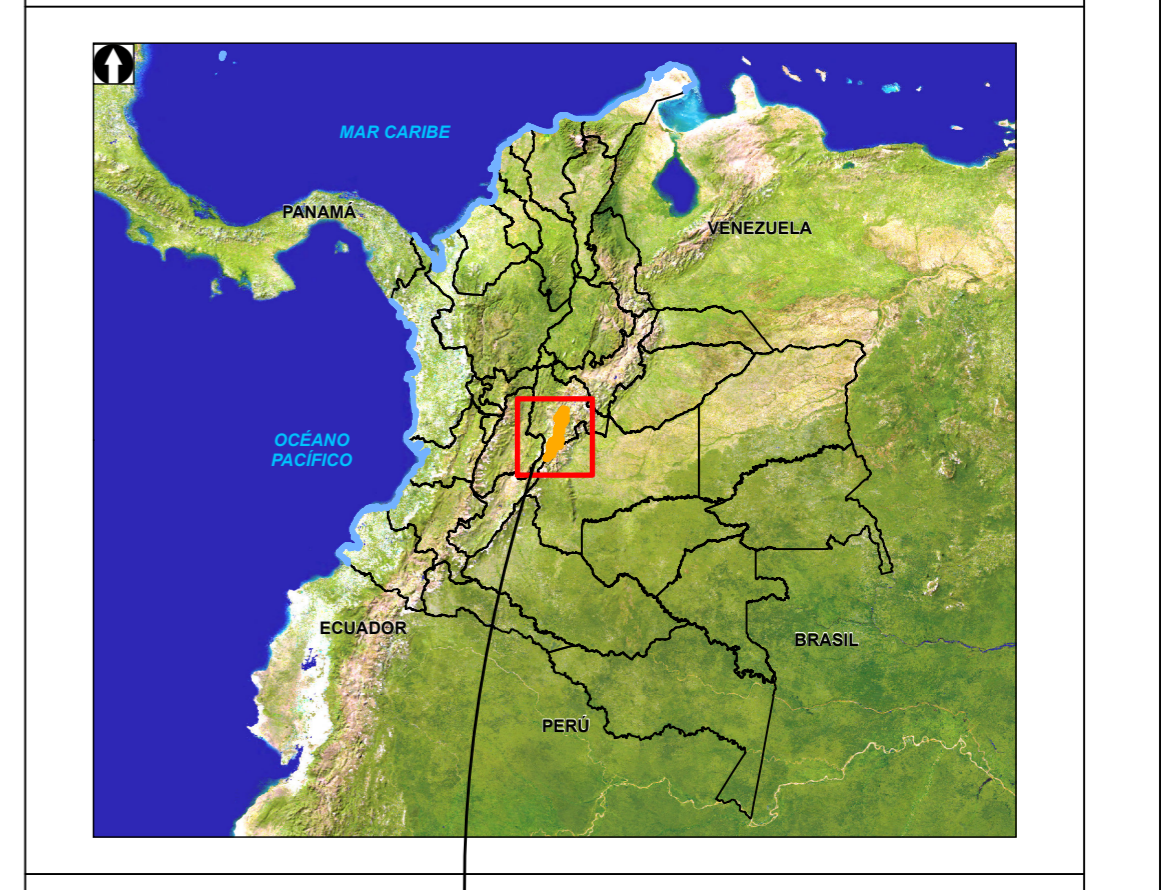 MAR CARIBE
PANAMÁ
VENEZUELA
OCÉANO
PACÍFICO
ECUADOR
BRASIL
PERÚ